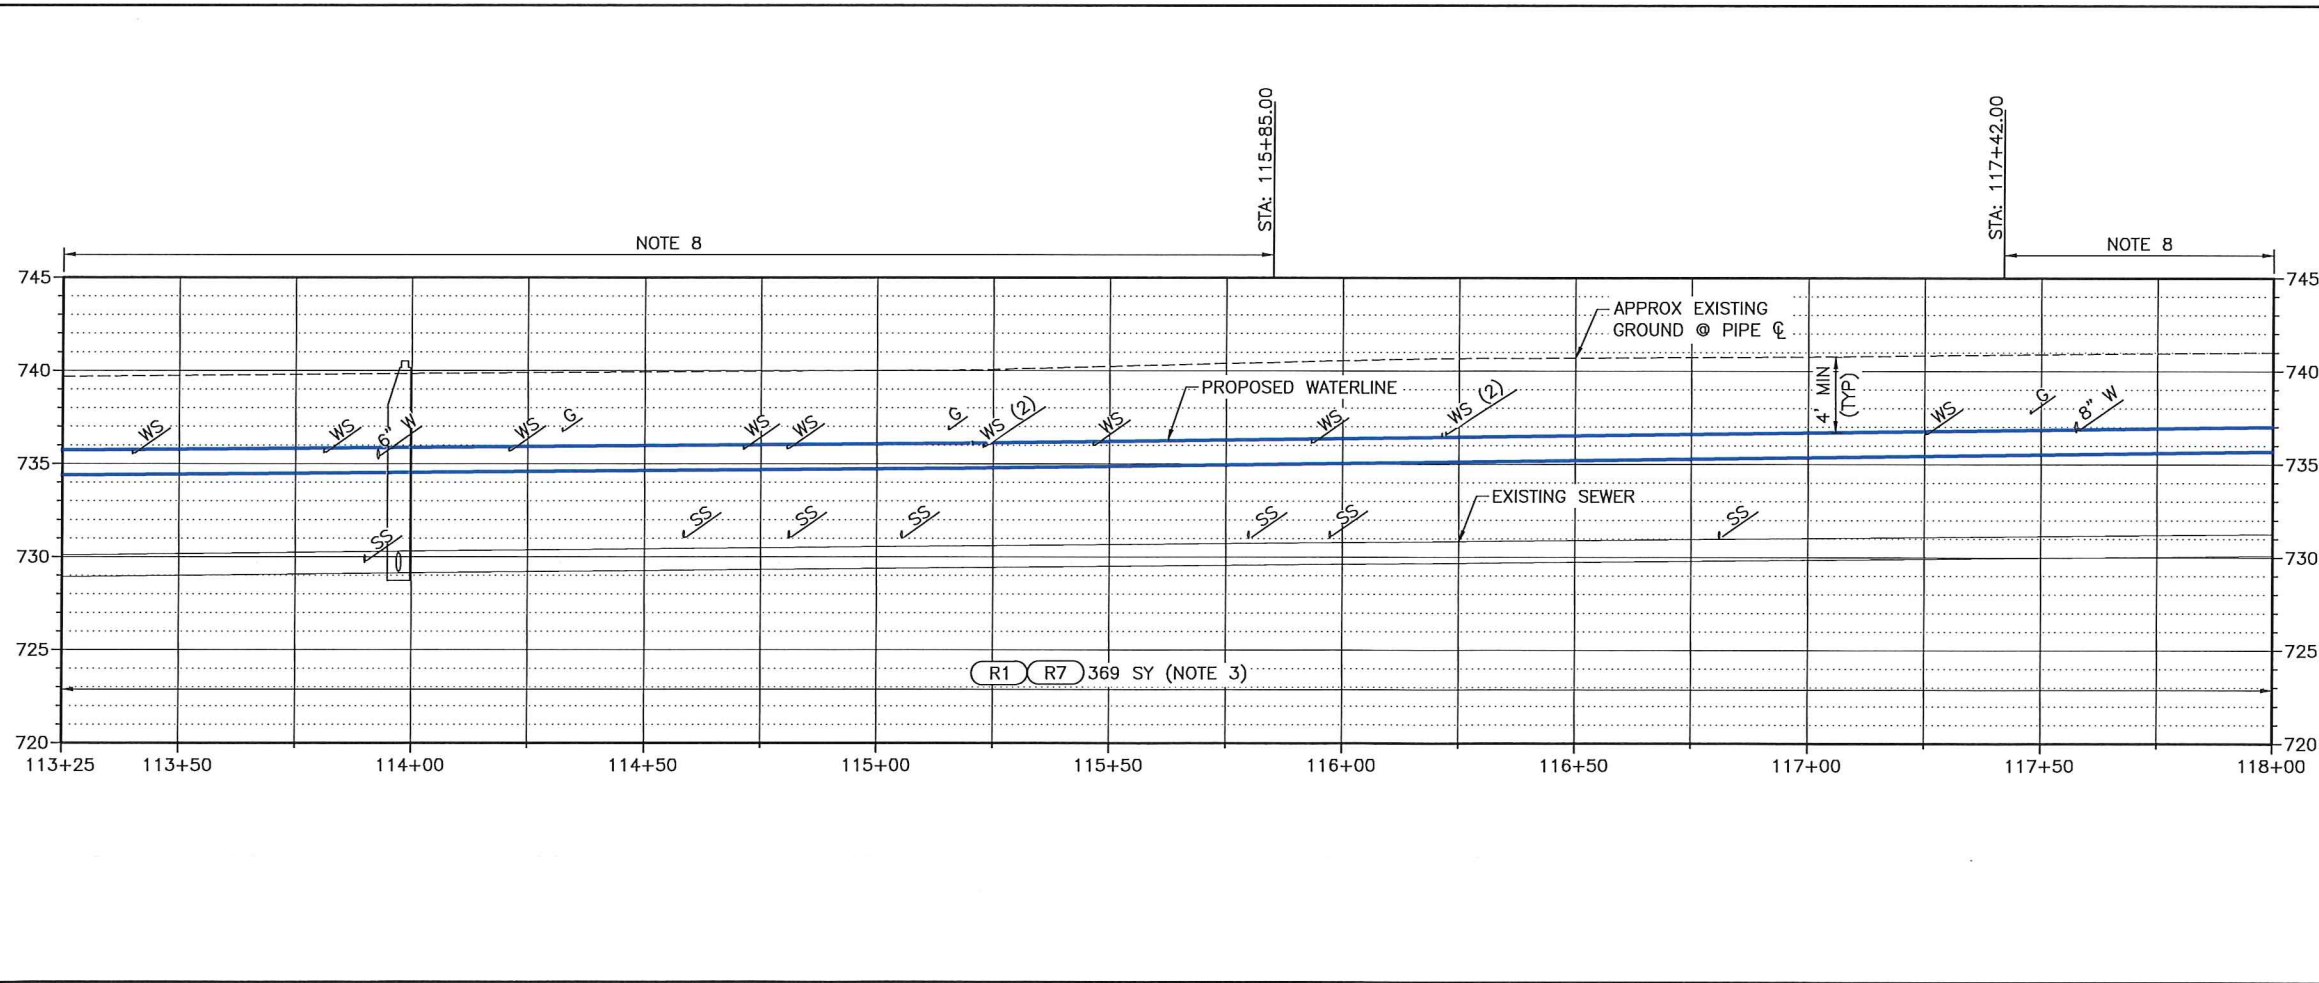 STA: 115+85.00
STA: 117+42.00
NOTE 8
NOTE 8
745
745
APPROX EXISTING
GROUND @ PIPE ℄
740
740
PROPOSED WATERLINE
4' MIN
(TYP)
WS
WS
6" W
WS
G
WS
WS
G
WS (2)
WS
WS
WS (2)
WS
G
8" W
735
735
EXISTING SEWER
SS
SS
SS
SS
SS
SS
SS
730
730
725
725
R1 R7 369 SY (NOTE 3)
720
720
113+25 113+50 114+00 114+50 115+00 115+50 116+00 116+50 117+00 117+50 118+00